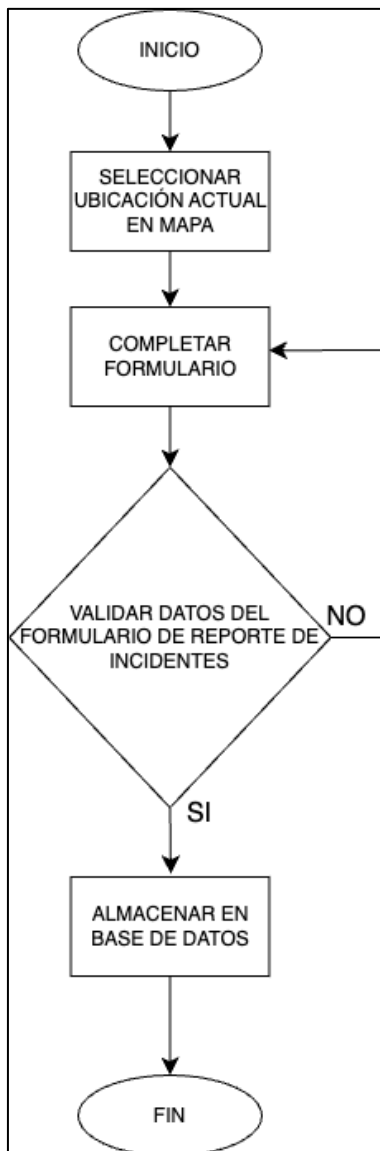 INICIO
SELECCIONAR
UBICACIÓN ACTUAL
EN MAPA
COMPLETAR
FORMULARIO
VALIDAR DATOS DEL
FORMULARIO DE REPORTE DE
INCIDENTES
NO
SI
ALMACENAR EN
BASE DE DATOS
FIN